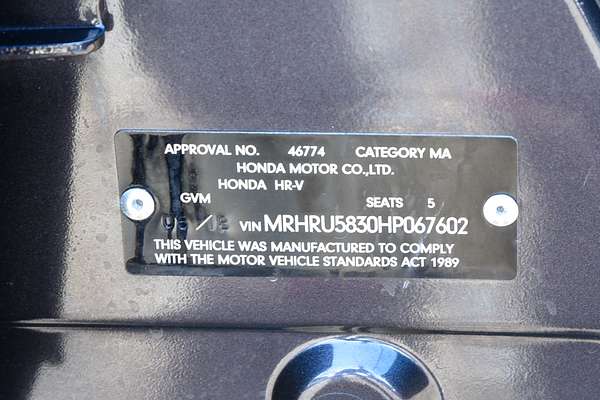 APPROVAL NO. 46774 CATEGORY MA
HONDA MOTOR CO.,LTD.
HONDA HR-V
GVM SEATS 5
VIN MRHRU5830HP067602
THIS VEHICLE WAS MANUFACTURED TO COMPLY
WITH THE MOTOR VEHICLE STANDARDS ACT 1989